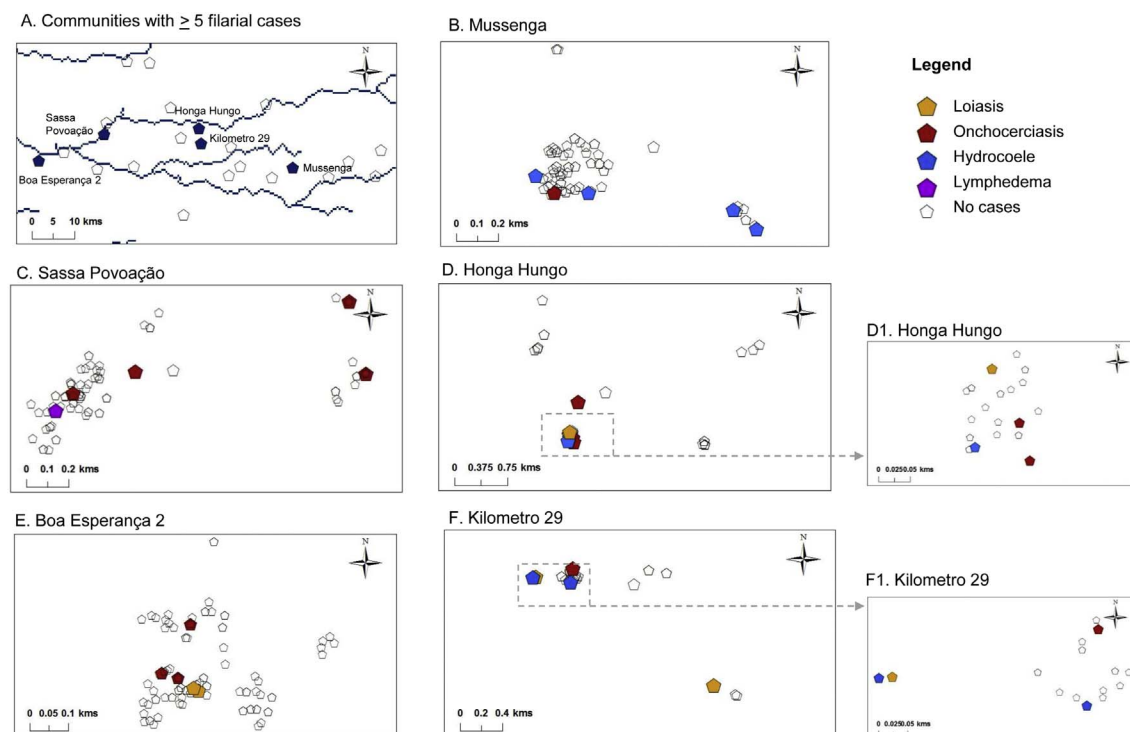 A. Communities with ≥ 5 filarial cases
N
Honga Hungo
Sassa
Povoação
Kilometro 29
Mussenga
Boa Esperança 2
0 5 10 kms
B. Mussenga
N
0 0.1 0.2 kms
Legend
Loiasis
Onchocerciasis
Hydrocoele
Lymphedema
No cases
C. Sassa Povoação
N
0 0.1 0.2 kms
D. Honga Hungo
N
0 0.375 0.75 kms
D1. Honga Hungo
N
0 0.0250.05 kms
E. Boa Esperança 2
N
0 0.05 0.1 kms
F. Kilometro 29
N
0 0.2 0.4 kms
F1. Kilometro 29
N
0 0.0250.05 kms